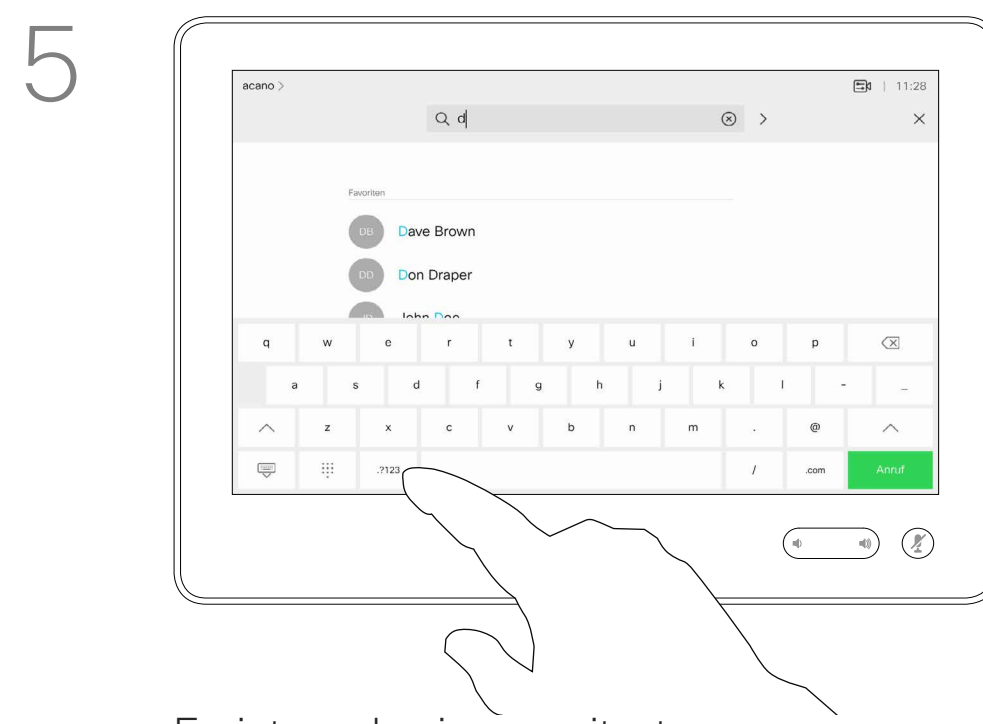 5
acano > | 11:28
d
Favoriten
DB Dave Brown
DD Don Draper
q w e r t y u i o p
a s d f g h j k l - _
z x c v b n m . @
.?123 / .com Anruf